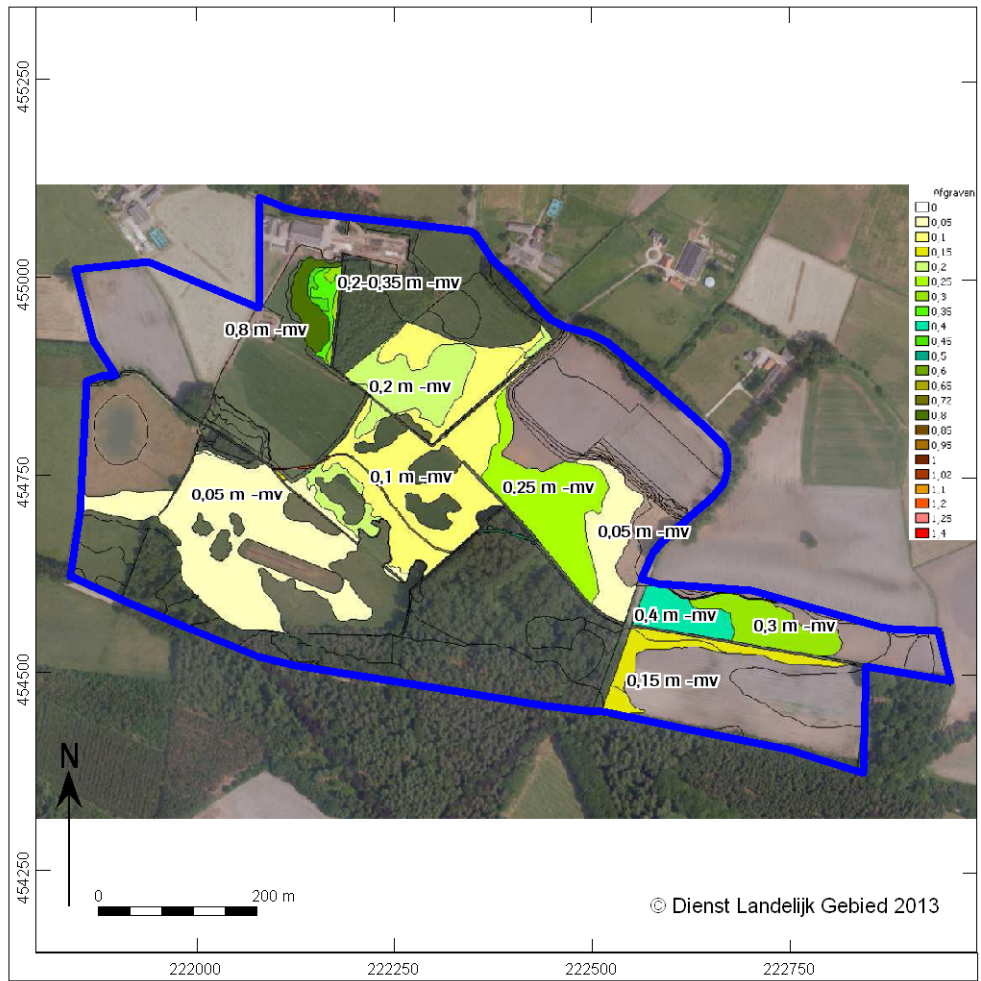 455250
455000
454750
454500
454250
0,2-0,35 m -mv
0,8 m -mv
0,2 m -mv
0,1 m -mv
0,05 m -mv
0,25 m -mv
0,05 m -mv
0,4 m -mv
0,3 m -mv
0,15 m -mv
Afgraven
0
0,05
0,1
0,15
0,2
0,25
0,3
0,35
0,4
0,45
0,5
0,6
0,65
0,72
0,8
0,85
0,95
1
1,02
1,1
1,2
1,25
1,4
N
0 200 m
© Dienst Landelijk Gebied 2013
222000 222250 222500 222750